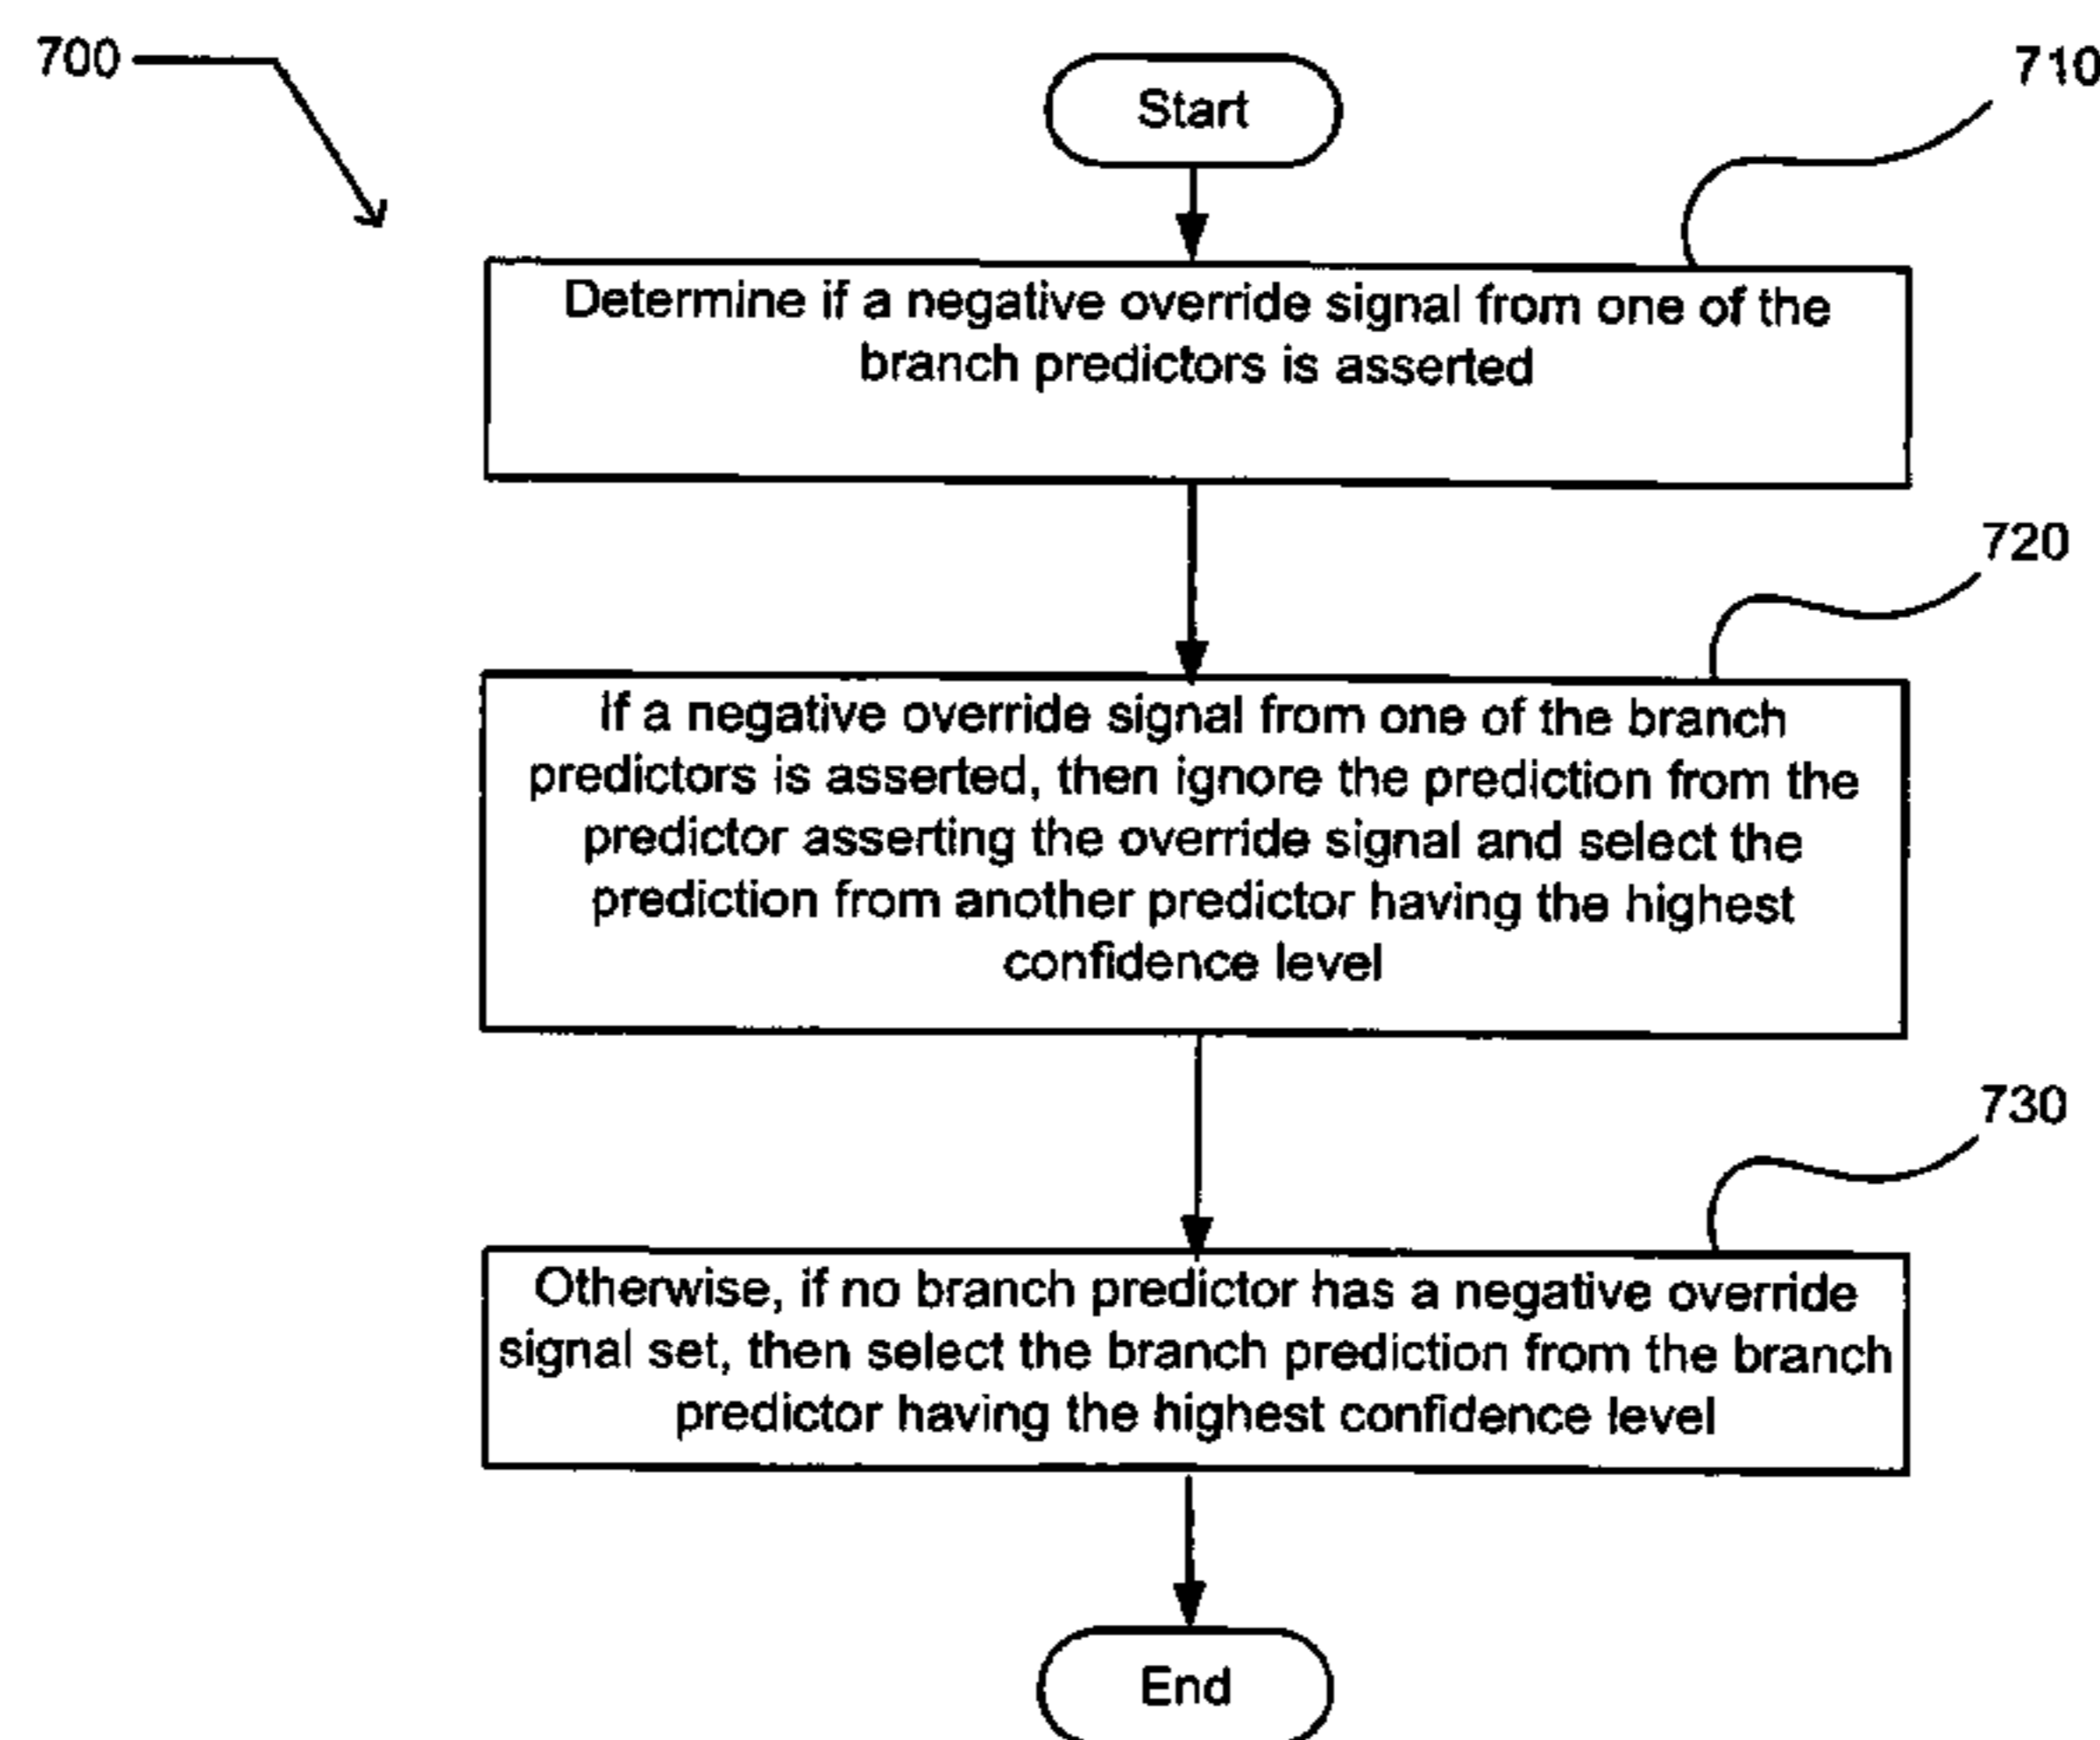 700
Start
710
Determine if a negative override signal from one of the
branch predictors is asserted
720
If a negative override signal from one of the branch
predictors is asserted, then ignore the prediction from the
predictor asserting the override signal and select the
prediction from another predictor having the highest
confidence level
730
Otherwise, if no branch predictor has a negative override
signal set, then select the branch prediction from the branch
predictor having the highest confidence level
End